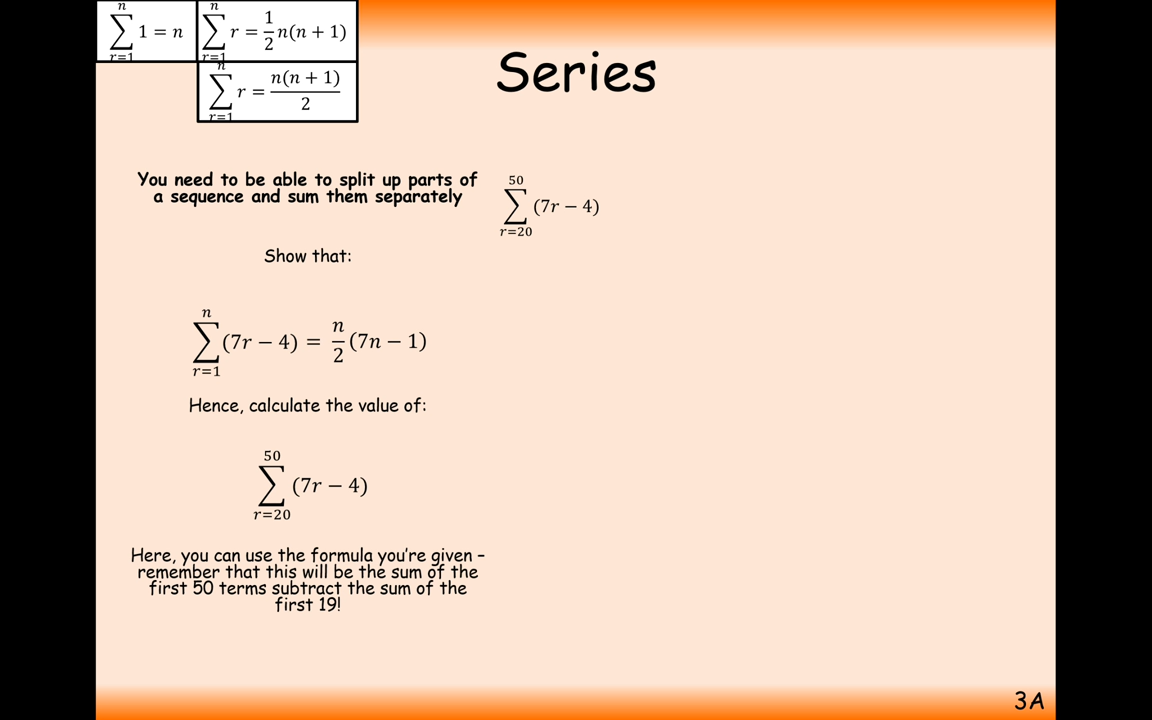 n
∑ 1 = n
r=1
n
∑ r = 1/2 n(n + 1)
r=1
n
∑ r = n(n + 1)/2
r=1
Series
You need to be able to split up parts of
a sequence and sum them separately
Show that:
n
∑ (7r − 4) = n/2 (7n − 1)
r=1
Hence, calculate the value of:
50
∑ (7r − 4)
r=20
Here, you can use the formula you're given –
remember that this will be the sum of the
first 50 terms subtract the sum of the
first 19!
50
∑ (7r − 4)
r=20
3A